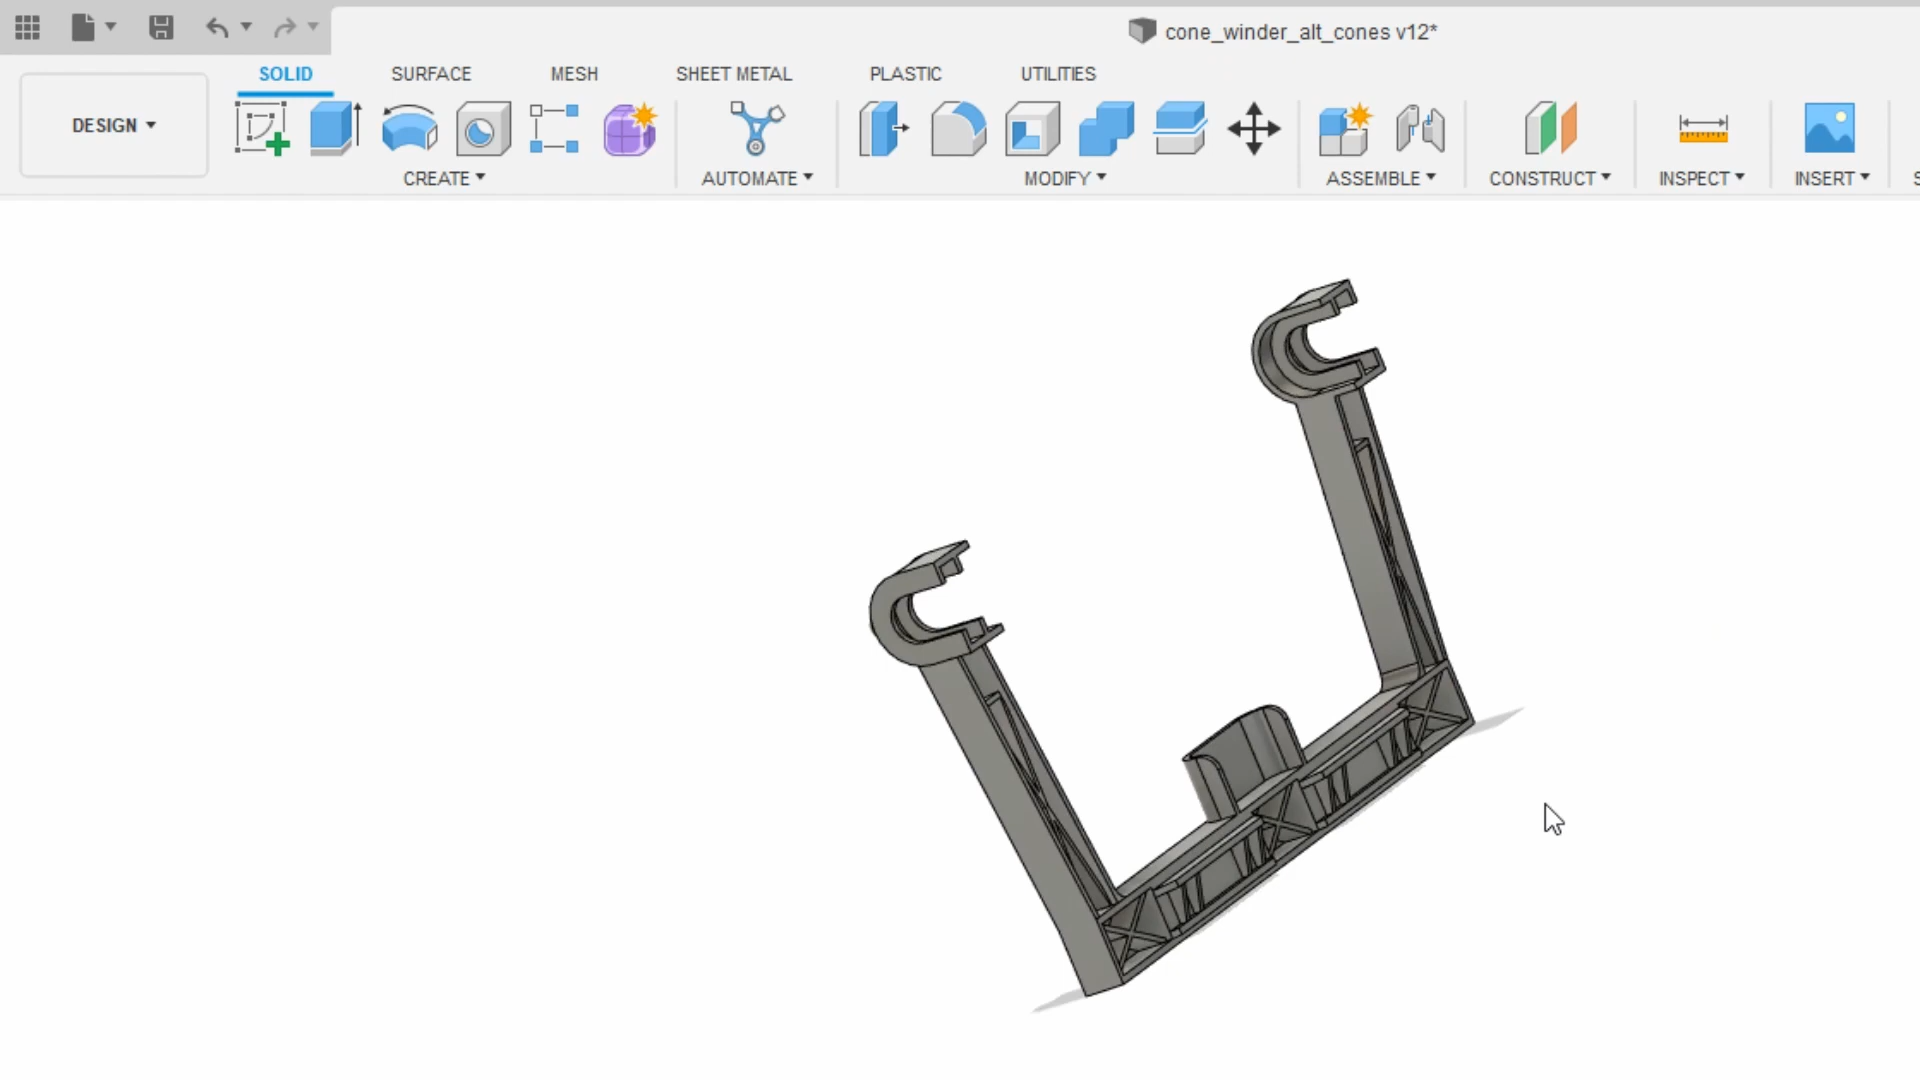 cone_winder_alt_cones v12*
SOLID SURFACE MESH SHEET METAL PLASTIC UTILITIES
DESIGN
CREATE AUTOMATE MODIFY ASSEMBLE CONSTRUCT INSPECT INSERT